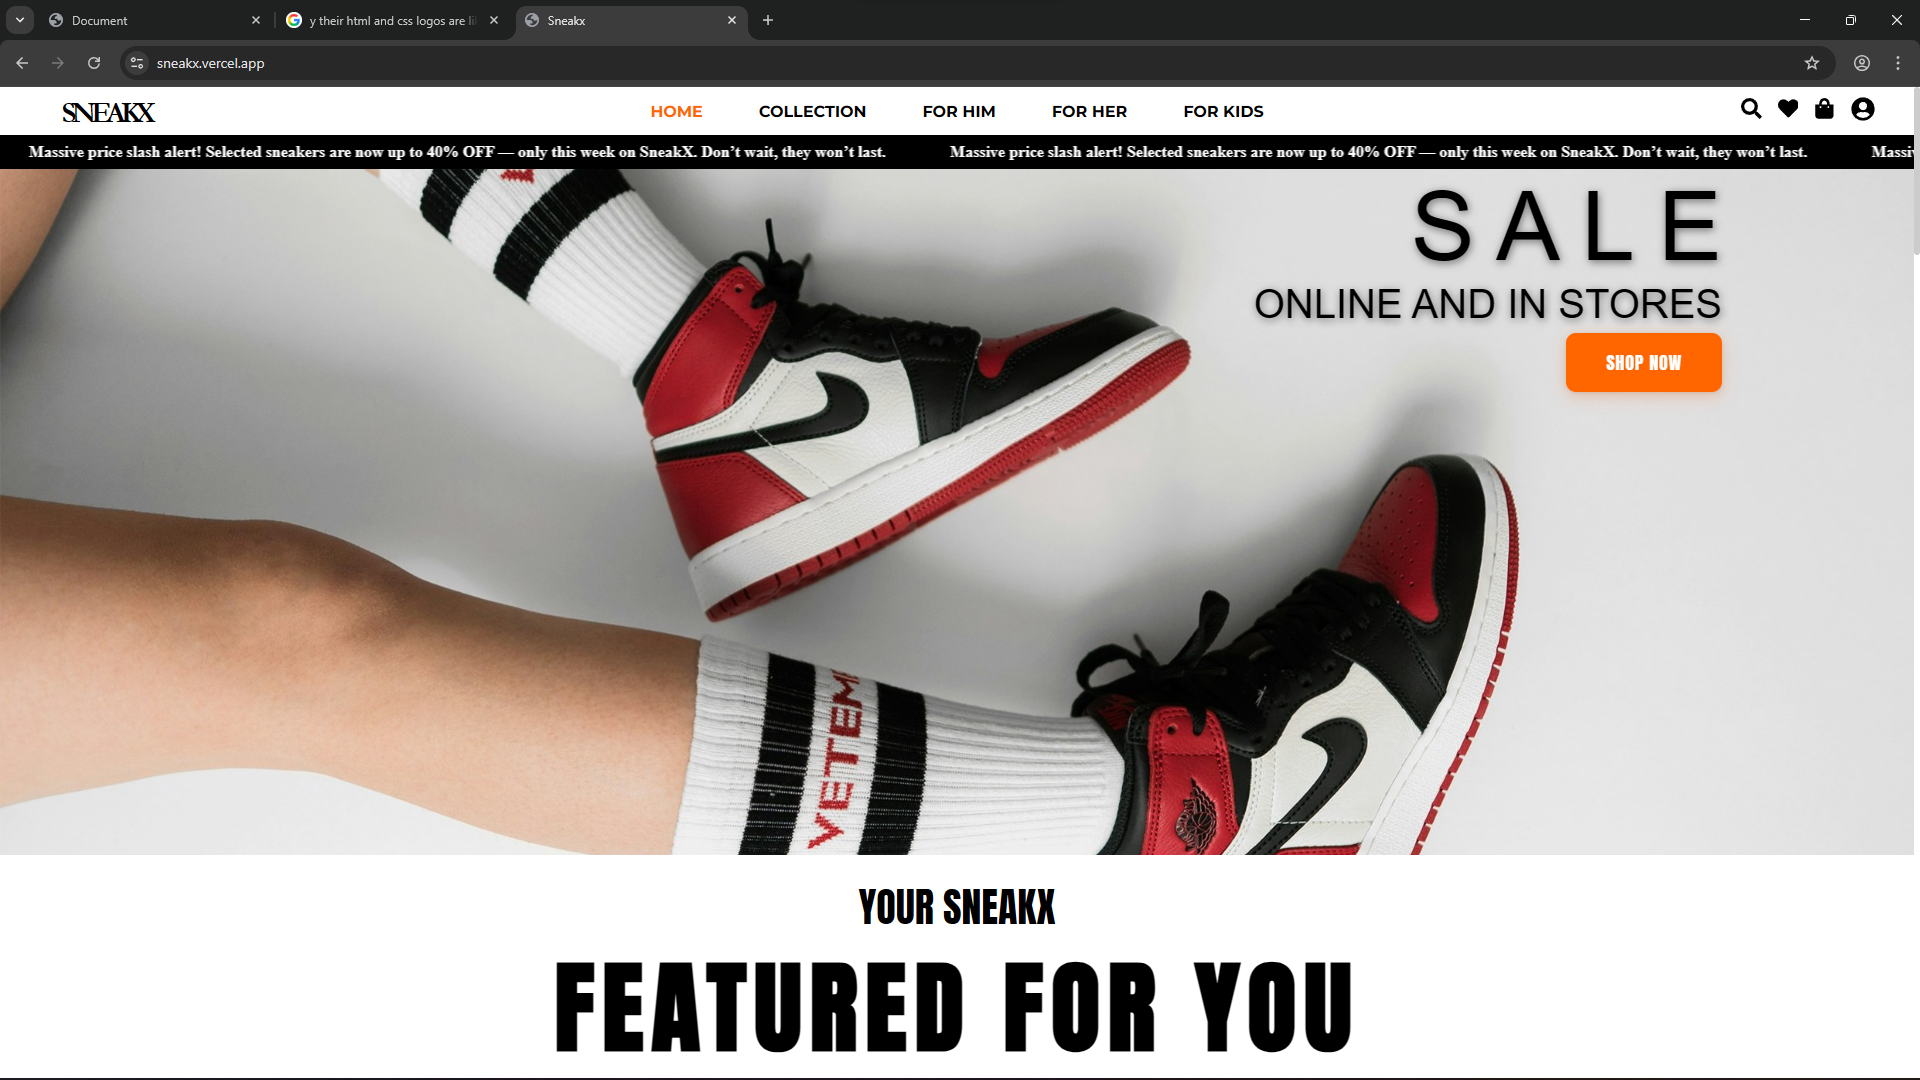 Document
y their html and css logos are li
Sneakx
sneakx.vercel.app
SNEAKX
HOME
COLLECTION
FOR HIM
FOR HER
FOR KIDS
Massive price slash alert! Selected sneakers are now up to 40% OFF — only this week on SneakX. Don’t wait, they won’t last.
Massive price slash alert! Selected sneakers are now up to 40% OFF — only this week on SneakX. Don’t wait, they won’t last.
Massiv
SALE
ONLINE AND IN STORES
SHOP NOW
VETEM
YOUR SNEAKX
FEATURED FOR YOU